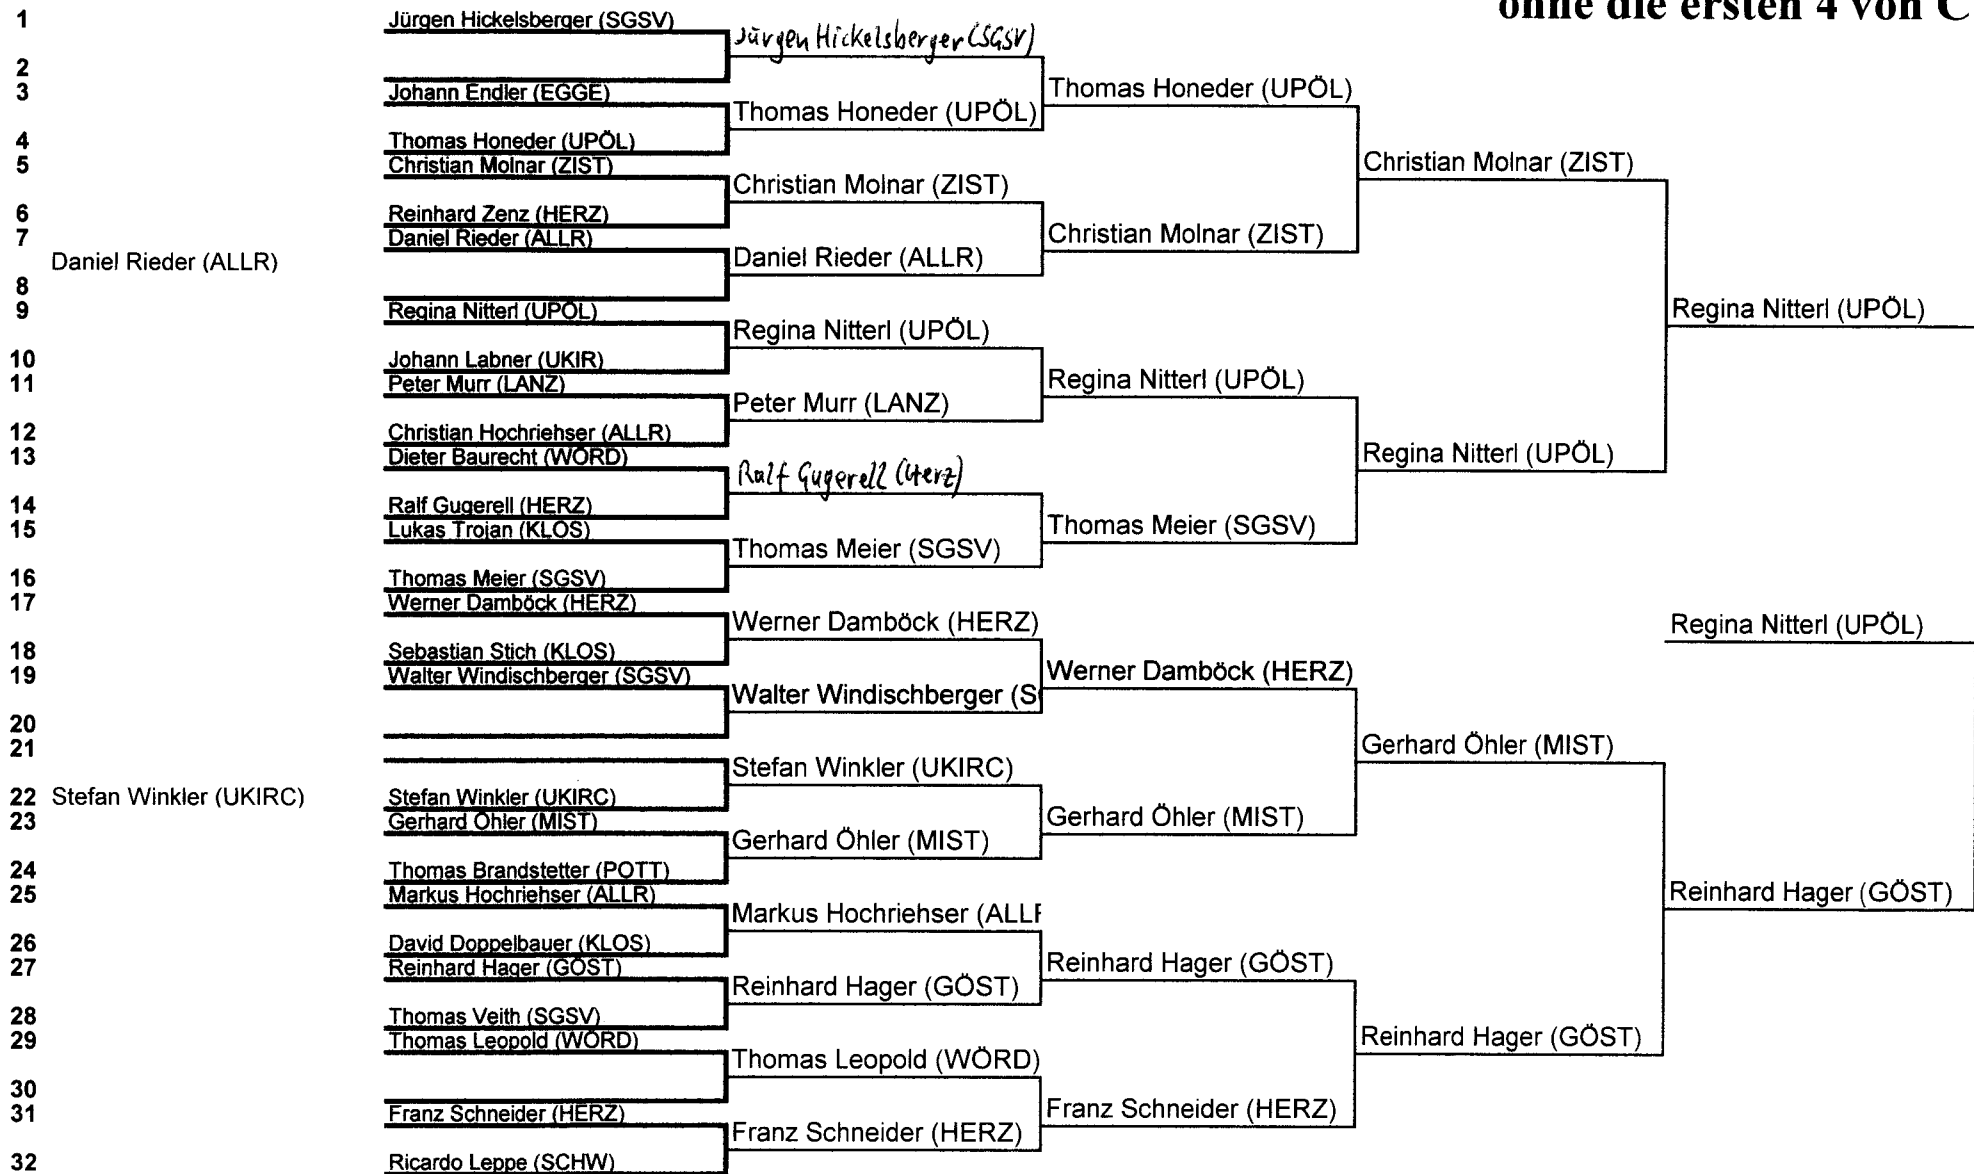 ohne die ersten 4 von C
1 Jürgen Hickelsberger (SGSV)
Jürgen Hickelsberger (SGSV)
2
3 Johann Endler (EGGE)
Thomas Honeder (UPÖL)
Thomas Honeder (UPÖL)
4 Thomas Honeder (UPÖL)
5 Christian Molnar (ZIST)
Christian Molnar (ZIST)
Christian Molnar (ZIST)
6 Reinhard Zenz (HERZ)
7 Daniel Rieder (ALLR)
Christian Molnar (ZIST)
Daniel Rieder (ALLR)
Daniel Rieder (ALLR)
8
9 Regina Nitterl (UPÖL)
Regina Nitterl (UPÖL)
Regina Nitterl (UPÖL)
10 Johann Labner (UKIR)
11 Peter Murr (LANZ)
Regina Nitterl (UPÖL)
Peter Murr (LANZ)
12 Christian Hochriehser (ALLR)
13 Dieter Baurecht (WÖRD)
Regina Nitterl (UPÖL)
Ralf Gugerell (Herz)
14 Ralf Gugerell (HERZ)
15 Lukas Trojan (KLOS)
Thomas Meier (SGSV)
Thomas Meier (SGSV)
16 Thomas Meier (SGSV)
17 Werner Damböck (HERZ)
Werner Damböck (HERZ)
Regina Nitterl (UPÖL)
18 Sebastian Stich (KLOS)
19 Walter Windischberger (SGSV)
Werner Damböck (HERZ)
Walter Windischberger (S
20
21
Gerhard Öhler (MIST)
Stefan Winkler (UKIRC)
22 Stefan Winkler (UKIRC) Stefan Winkler (UKIRC)
23 Gerhard Öhler (MIST)
Gerhard Öhler (MIST)
Gerhard Öhler (MIST)
24 Thomas Brandstetter (POTT)
25 Markus Hochriehser (ALLR)
Reinhard Hager (GÖST)
Markus Hochriehser (ALLR
26 David Doppelbauer (KLOS)
27 Reinhard Hager (GÖST)
Reinhard Hager (GÖST)
Reinhard Hager (GÖST)
28 Thomas Veith (SGSV)
29 Thomas Leopold (WÖRD)
Reinhard Hager (GÖST)
Thomas Leopold (WÖRD)
30
31 Franz Schneider (HERZ)
Franz Schneider (HERZ)
Franz Schneider (HERZ)
32 Ricardo Leppe (SCHW)